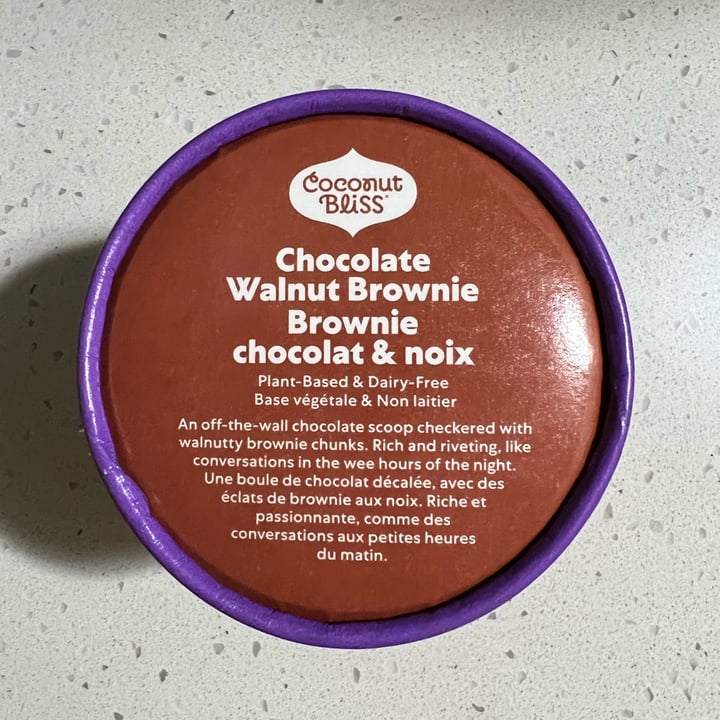 Coconut
Bliss®
Chocolate
Walnut Brownie
Brownie
chocolat & noix
Plant-Based & Dairy-Free
Base végétale & Non laitier
An off-the-wall chocolate scoop checkered with
walnutty brownie chunks. Rich and riveting, like
conversations in the wee hours of the night.
Une boule de chocolat décalée, avec des
éclats de brownie aux noix. Riche et
passionnante, comme des
conversations aux petites heures
du matin.